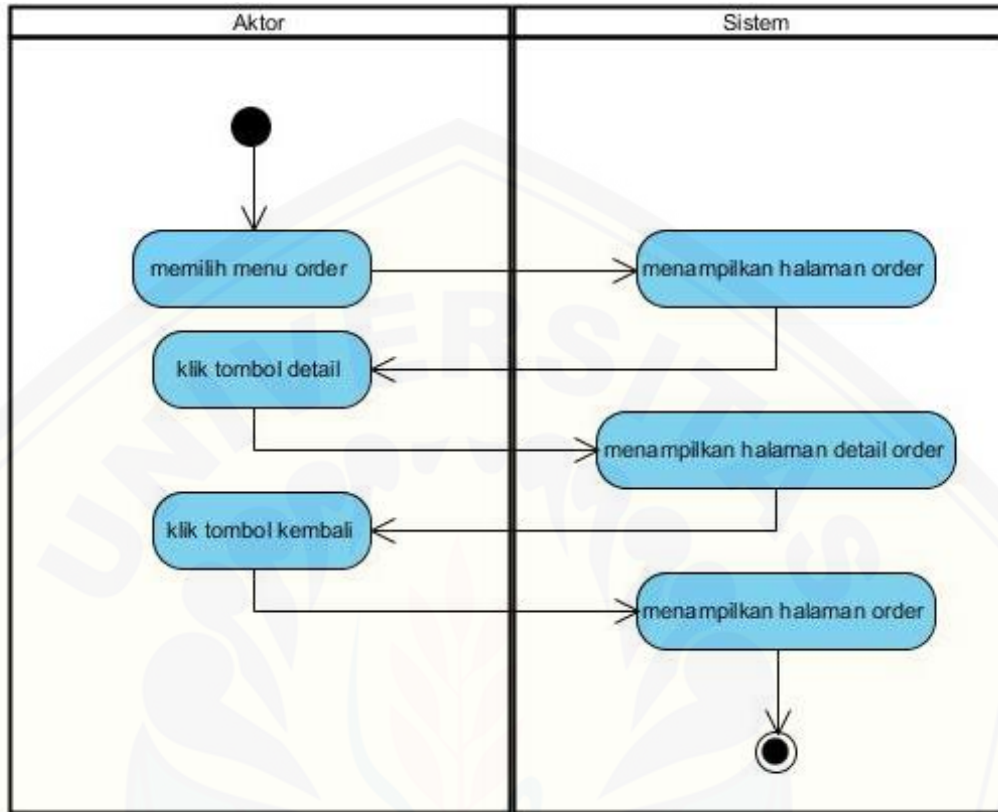 Aktor
Sistem
memilih menu order
menampilkan halaman order
klik tombol detail
menampilkan halaman detail order
klik tombol kembali
menampilkan halaman order
UNIVERSITAS